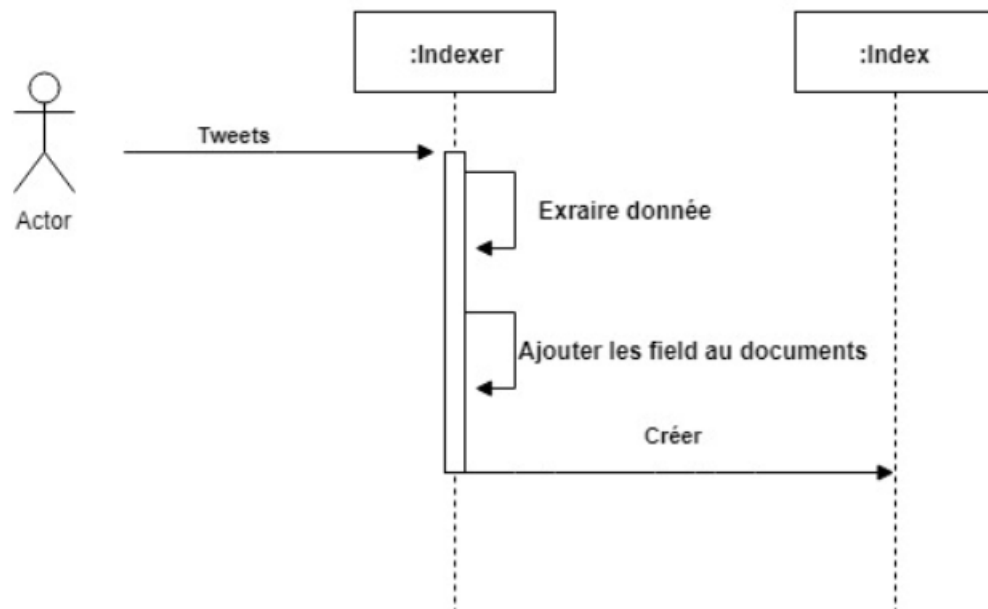 :Indexer
:Index
Tweets
Actor
Exraire donnée
Ajouter les field au documents
Créer